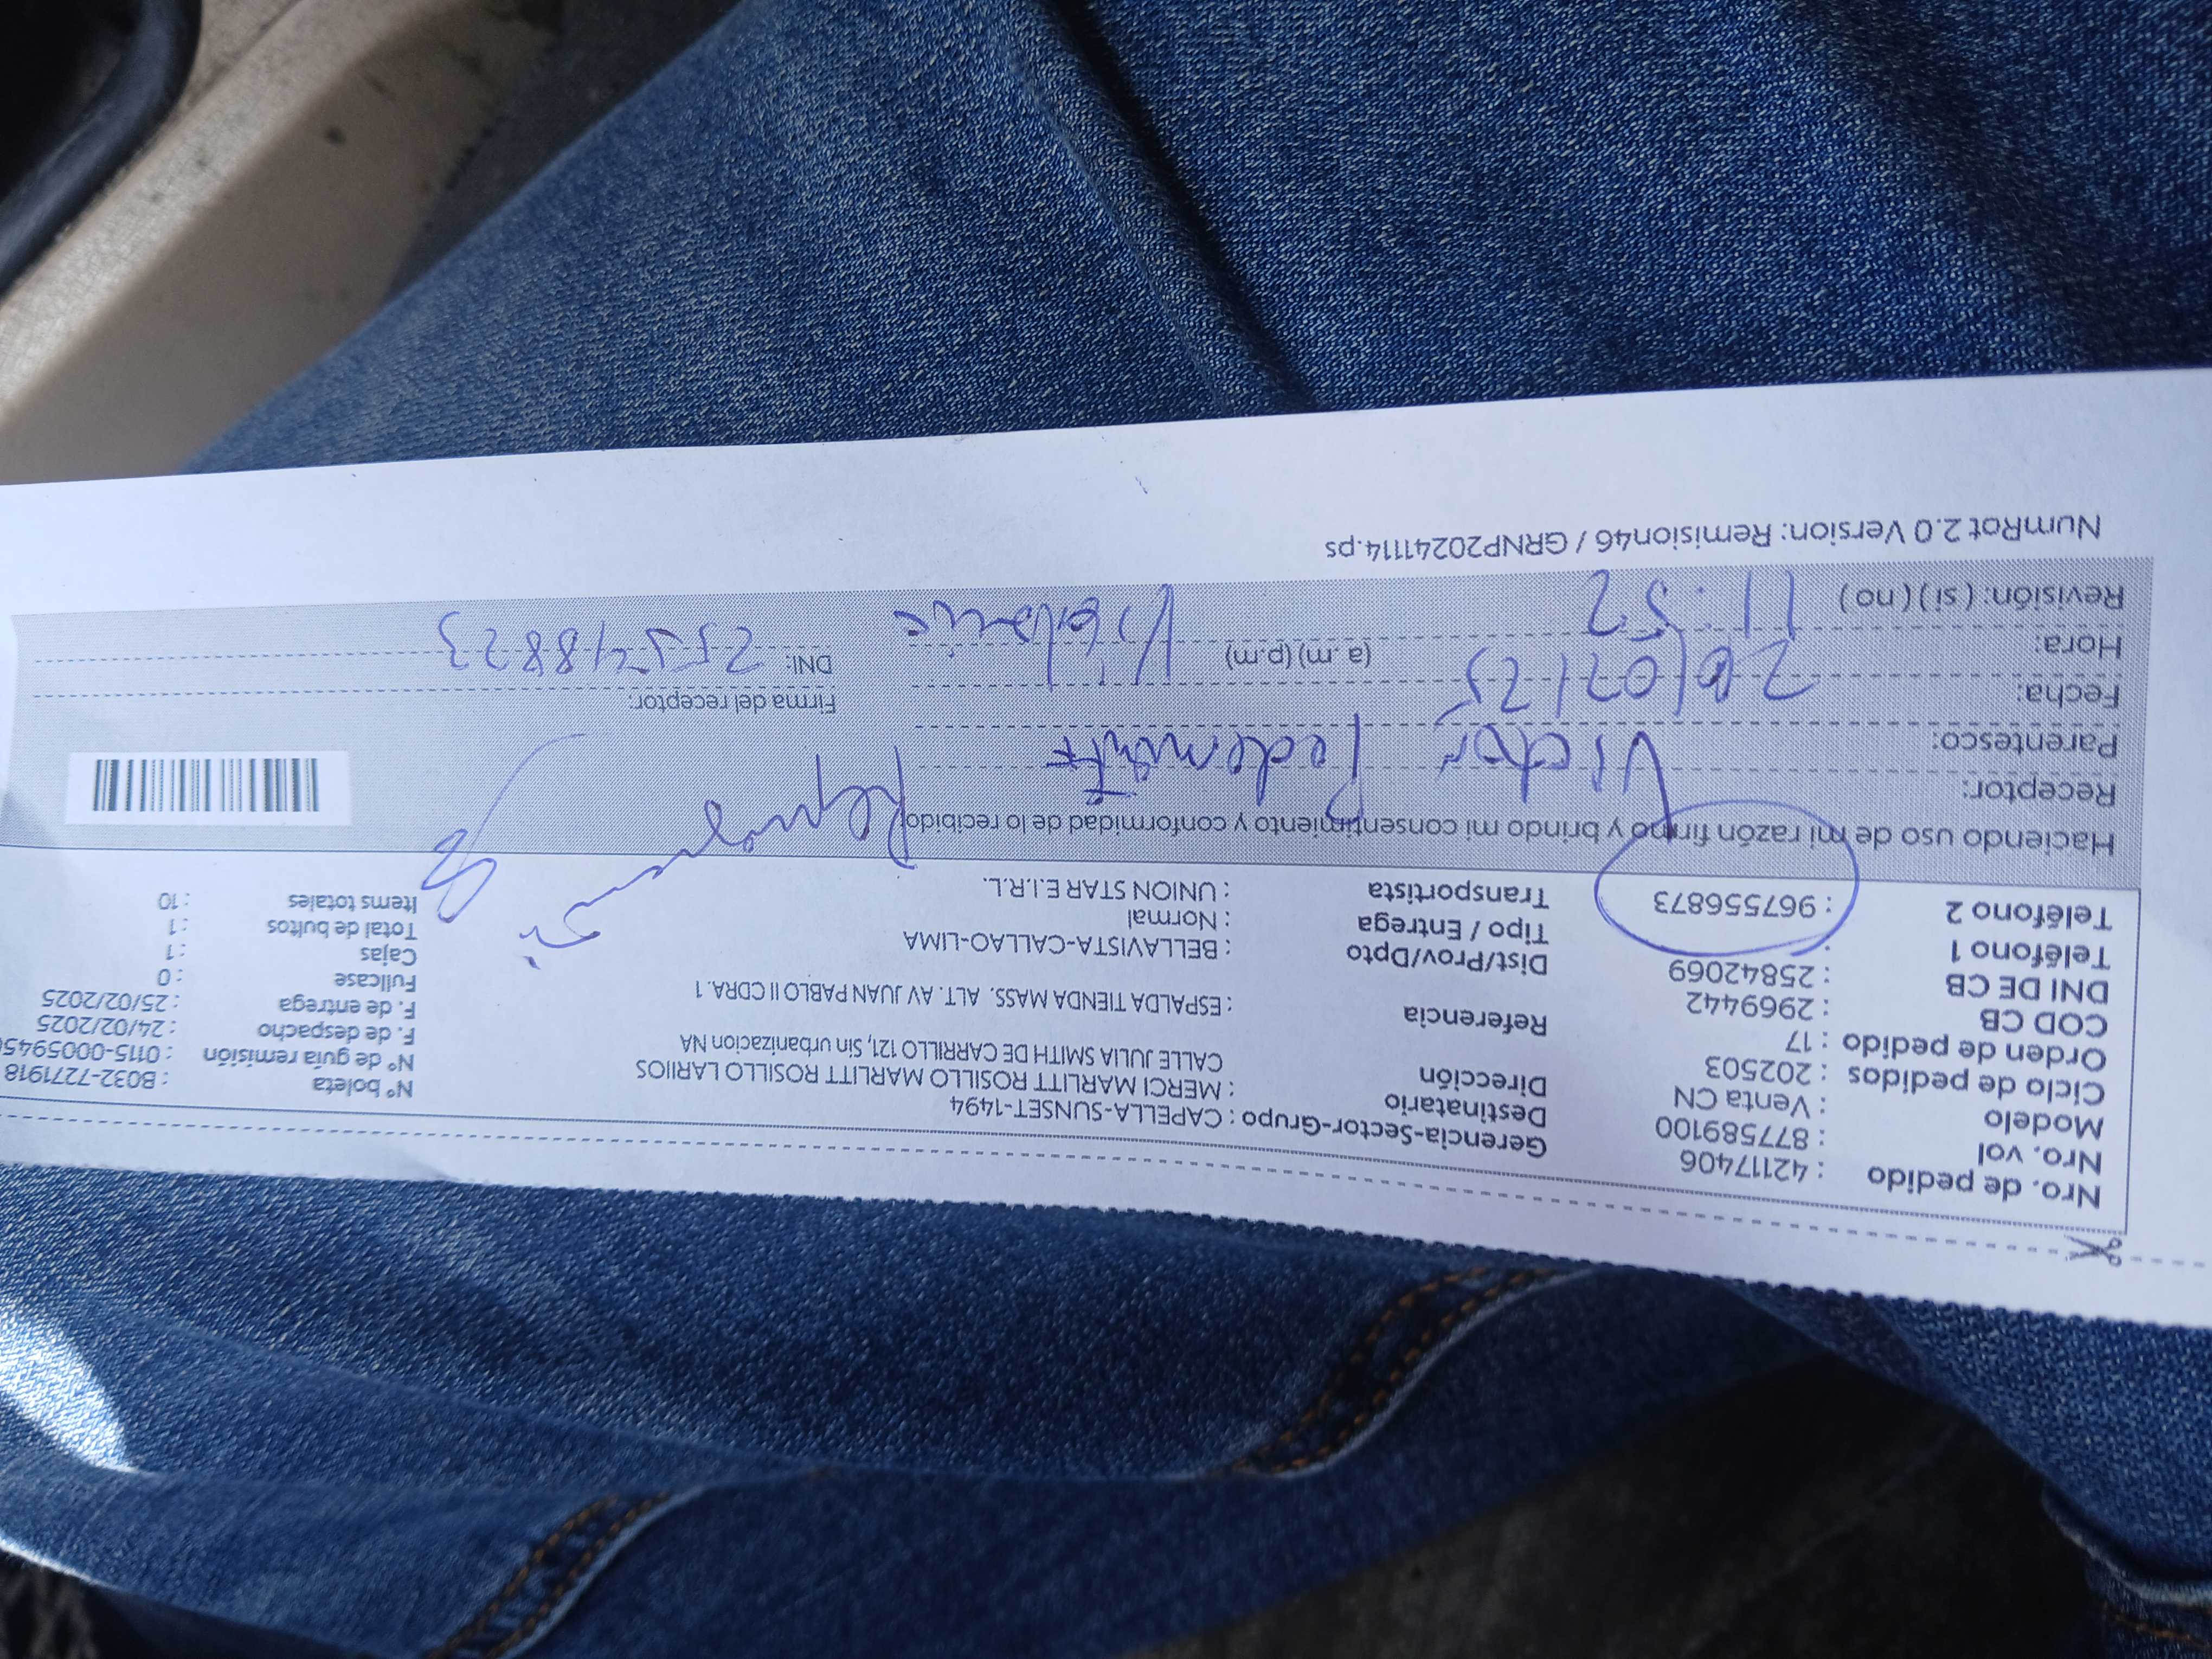 Nro. de pedido : 42117406
Nro. vol : 877589100
Modelo : Venta CN
Ciclo de pedidos : 202503
Orden de pedido : 17
COD CB : 2969442
DNI DE CB : 25842069
Teléfono 1 :
Teléfono 2 : 967556873
Gerencia-Sector-Grupo : CAPELLA-SUNSET-1494
Destinatario : MERCI MARLITT ROSILLO MARLITT ROSILLO LARIIOS
Dirección CALLE JULIA SMITH DE CARRILLO 121, Sin urbanizacion NA
Referencia : ESPALDA TIENDA MASS. ALT. AV JUAN PABLO II CDRA. 1
Dist/Prov/Dpto : BELLAVISTA-CALLAO-LIMA
Tipo / Entrega : Normal
Transportista : UNION STAR E.I.R.L.
N° boleta : B032-7271918
N° de guía remisión : 0115-0005945
F. de despacho : 24/02/2025
F. de entrega : 25/02/2025
Fullcase : 0
Cajas : 1
Total de bultos : 1
Items totales : 10
Haciendo uso de mi razón firmo y brindo mi consentimiento y conformidad de lo recibido
Receptor: Victor
Parentesco:
Fecha: 26/02/25
Hora: 11:52 (a.m) (p.m) Vigilante
Revisión: ( si ) ( no )
Firma del receptor:
DNI: 25548823
NumRot 2.0 Version: Remision46 / GRNP20241114.ps